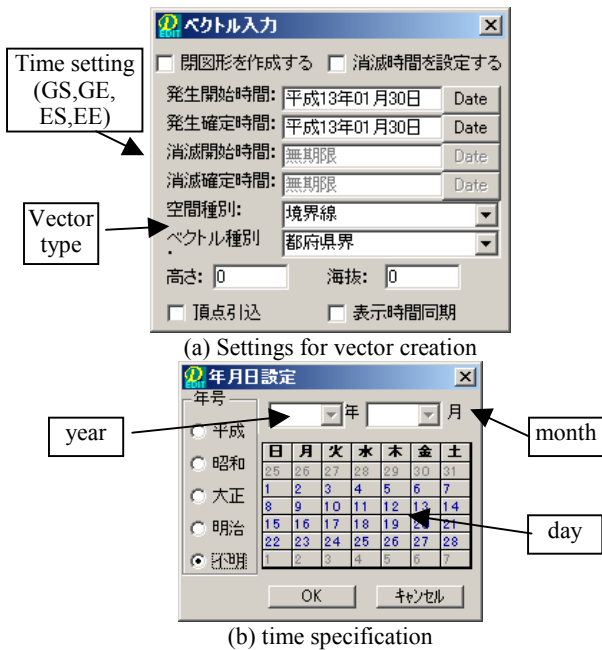 ベクトル入力
閉図形を作成する 消滅時間を設定する
Time setting
(GS,GE,
ES,EE)
発生開始時間: 平成13年01月30日 Date
発生確定時間: 平成13年01月30日 Date
消滅開始時間: 無期限 Date
消滅確定時間: 無期限 Date
Vector
type
空間種別: 境界線
ベクトル種別: 都府県界
高さ: 0 海抜: 0
頂点引込 表示時間同期
(a) Settings for vector creation
年月日設定
年号
year
年 月
month
平成
昭和
大正
明治
不明
日 月 火 水 木 金 土
25 26 27 28 29 30 31
1 2 3 4 5 6 7
8 9 10 11 12 13 14
15 16 17 18 19 20 21
22 23 24 25 26 27 28
1 2 3 4 5 6 7
day
OK キャンセル
(b) time specification